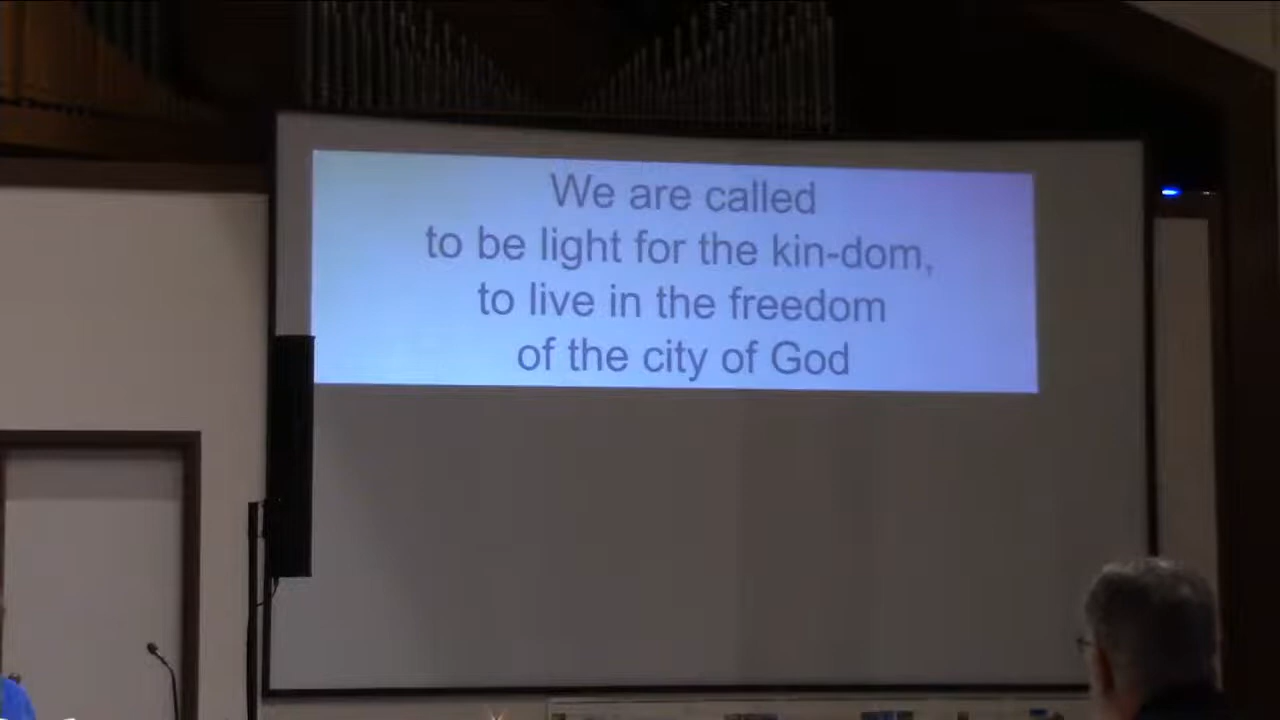 We are called
to be light for the kin-dom,
to live in the freedom
of the city of God